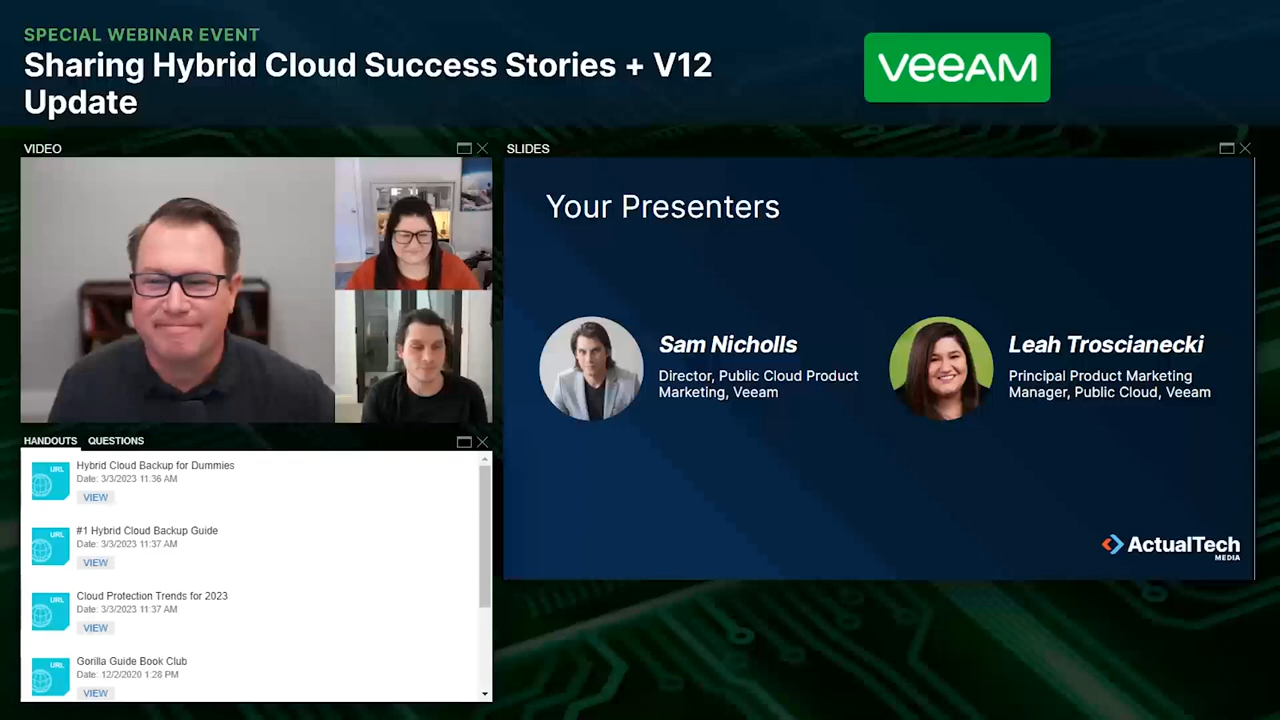 SPECIAL WEBINAR EVENT
Sharing Hybrid Cloud Success Stories + V12
Update
veeAM
VIDEO
SLIDES
Your Presenters
Sam Nicholls
Director, Public Cloud Product
Marketing, Veeam
Leah Troscianecki
Principal Product Marketing
Manager, Public Cloud, Veeam
ActualTech
MEDIA
HANDOUTS QUESTIONS
URL
Hybrid Cloud Backup for Dummies
Date: 3/3/2023 11:36 AM
VIEW
URL
#1 Hybrid Cloud Backup Guide
Date: 3/3/2023 11:37 AM
VIEW
URL
Cloud Protection Trends for 2023
Date: 3/3/2023 11:37 AM
VIEW
URL
Gorilla Guide Book Club
Date: 12/2/2020 1:28 PM
VIEW